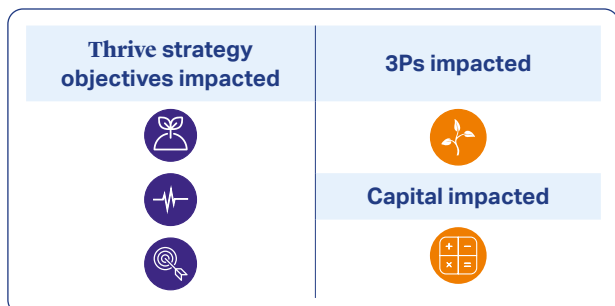 Thrive strategy
objectives impacted
3Ps impacted
Capital impacted
+ −
× =